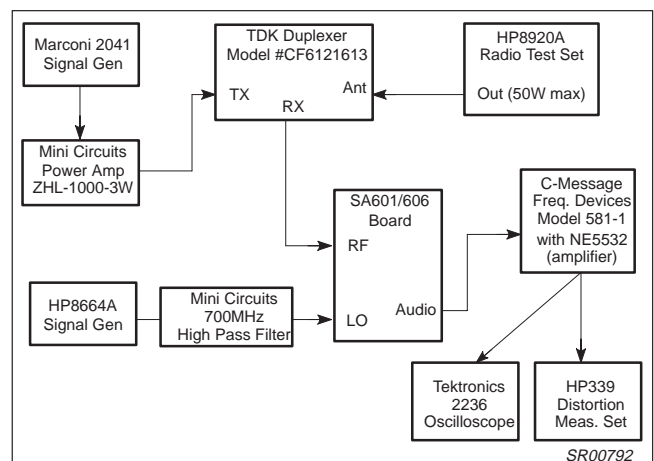 Marconi 2041
Signal Gen
TDK Duplexer
Model #CF6121613
TX
RX
Ant
HP8920A
Radio Test Set
Out (50W max)
Mini Circuits
Power Amp
ZHL-1000-3W
SA601/606
Board
RF
LO
Audio
C-Message
Freq. Devices
Model 581-1
with NE5532
(amplifier)
HP8664A
Signal Gen
Mini Circuits
700MHz
High Pass Filter
Tektronics
2236
Oscilloscope
HP339
Distortion
Meas. Set
SR00792